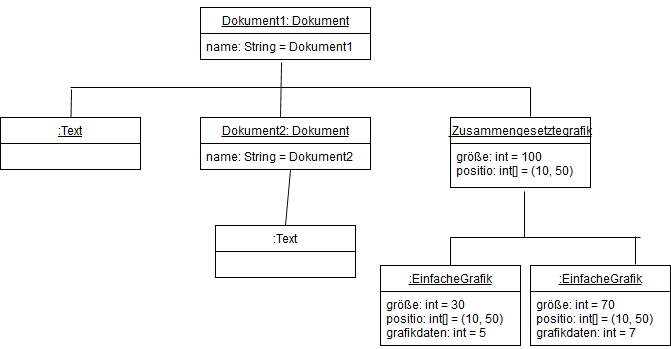 Dokument1: Dokument
name: String = Dokument1
:Text
Dokument2: Dokument
name: String = Dokument2
:Zusammengesetztegrafik
größe: int = 100
positio: int[] = (10, 50)
:Text
:EinfacheGrafik
größe: int = 30
positio: int[] = (10, 50)
grafikdaten: int = 5
:EinfacheGrafik
größe: int = 70
positio: int[] = (10, 50)
grafikdaten: int = 7